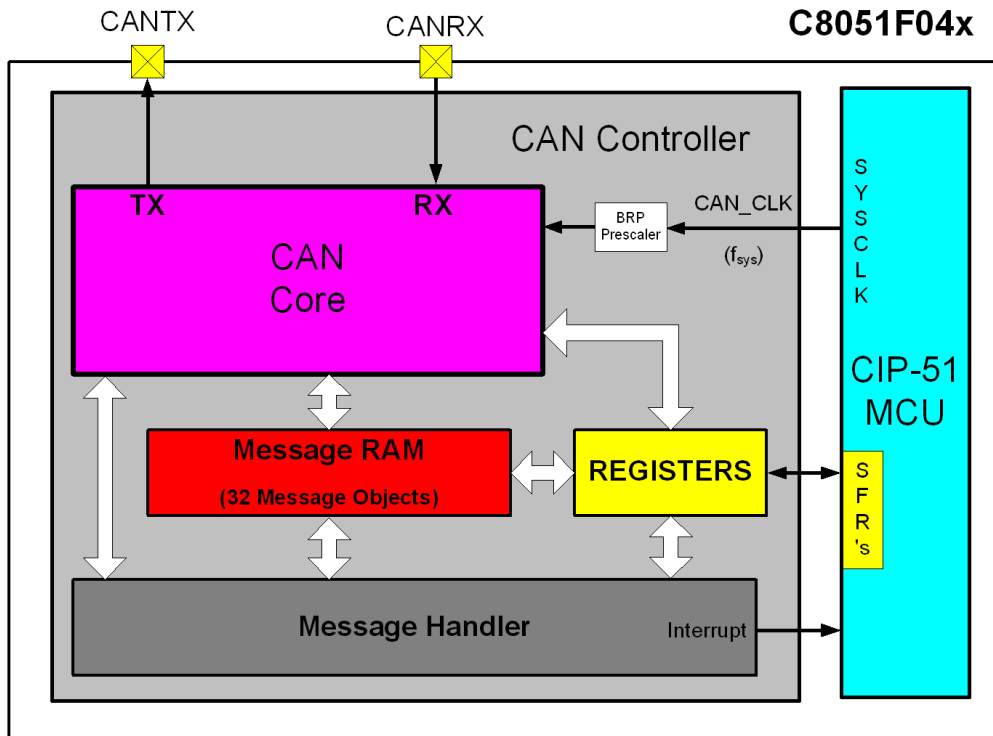 CANTX
CANRX
C8051F04x
CAN Controller
TX
RX
CAN
Core
BRP
Prescaler
CAN_CLK
(fsys)
S
Y
S
C
L
K
CIP-51
MCU
Message RAM
(32 Message Objects)
REGISTERS
S
F
R
's
Message Handler
Interrupt